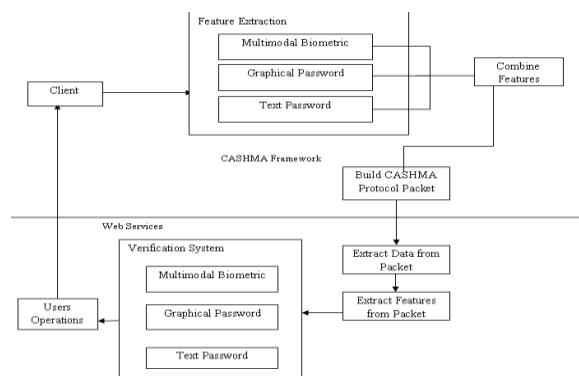 Feature Extraction
Multimodal Biometric
Graphical Password
Text Password
Client
Combine
Features
CASHMA Framework
Build CASHMA
Protocol Packet
Web Services
Verification System
Multimodal Biometric
Graphical Password
Text Password
Extract Data from
Packet
Extract Features
from Packet
Users
Operations